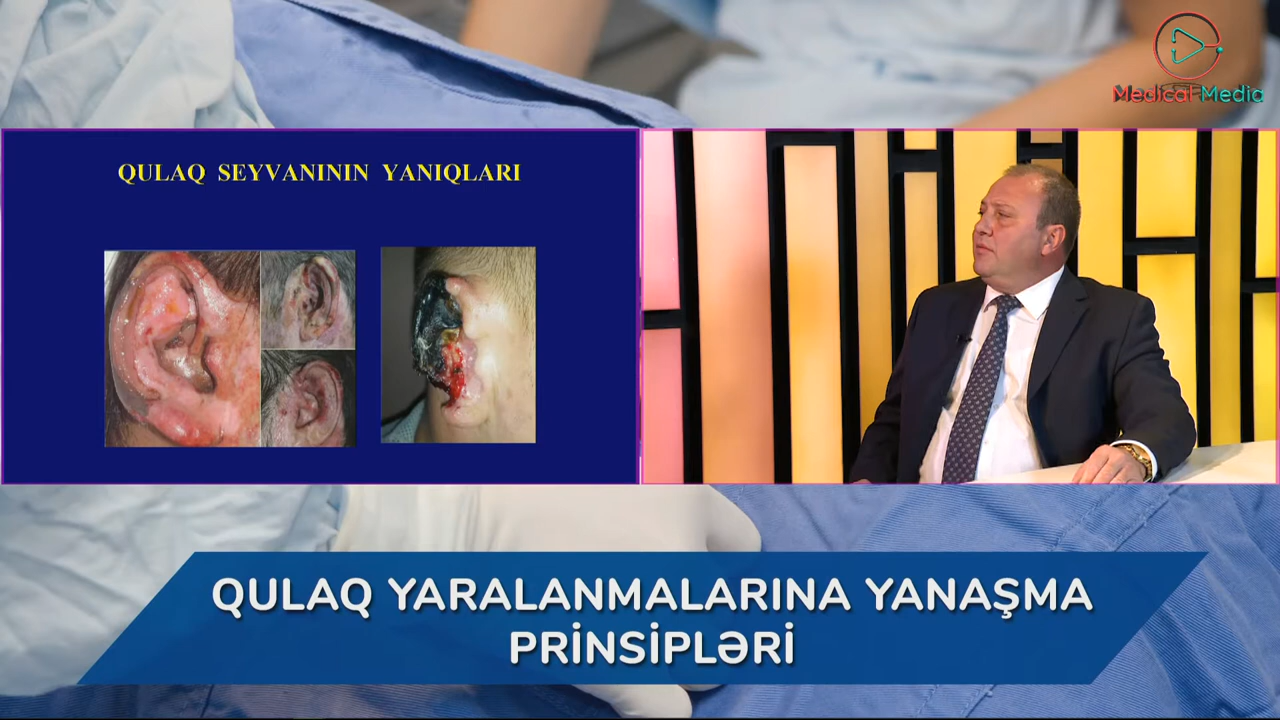 Medical Media
QULAQ SEYVANININ YANIQLARI
QULAQ YARALANMALARINA YANAŞMA
PRİNSİPLƏRİ